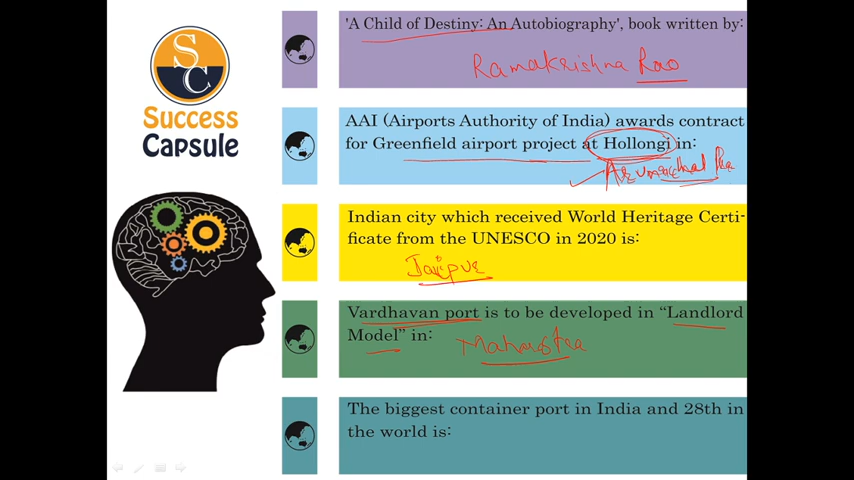 S
C
Success
Capsule
'A Child of Destiny: An Autobiography', book written by:
Ramakrishna Rao
AAI (Airports Authority of India) awards contract
for Greenfield airport project at Hollongi in:
Arunachal Pra
Indian city which received World Heritage Certi-
ficate from the UNESCO in 2020 is:
Jaipur
Vardhavan port is to be developed in “Landlord
Model” in:
The biggest container port in India and 28th in
the world is: